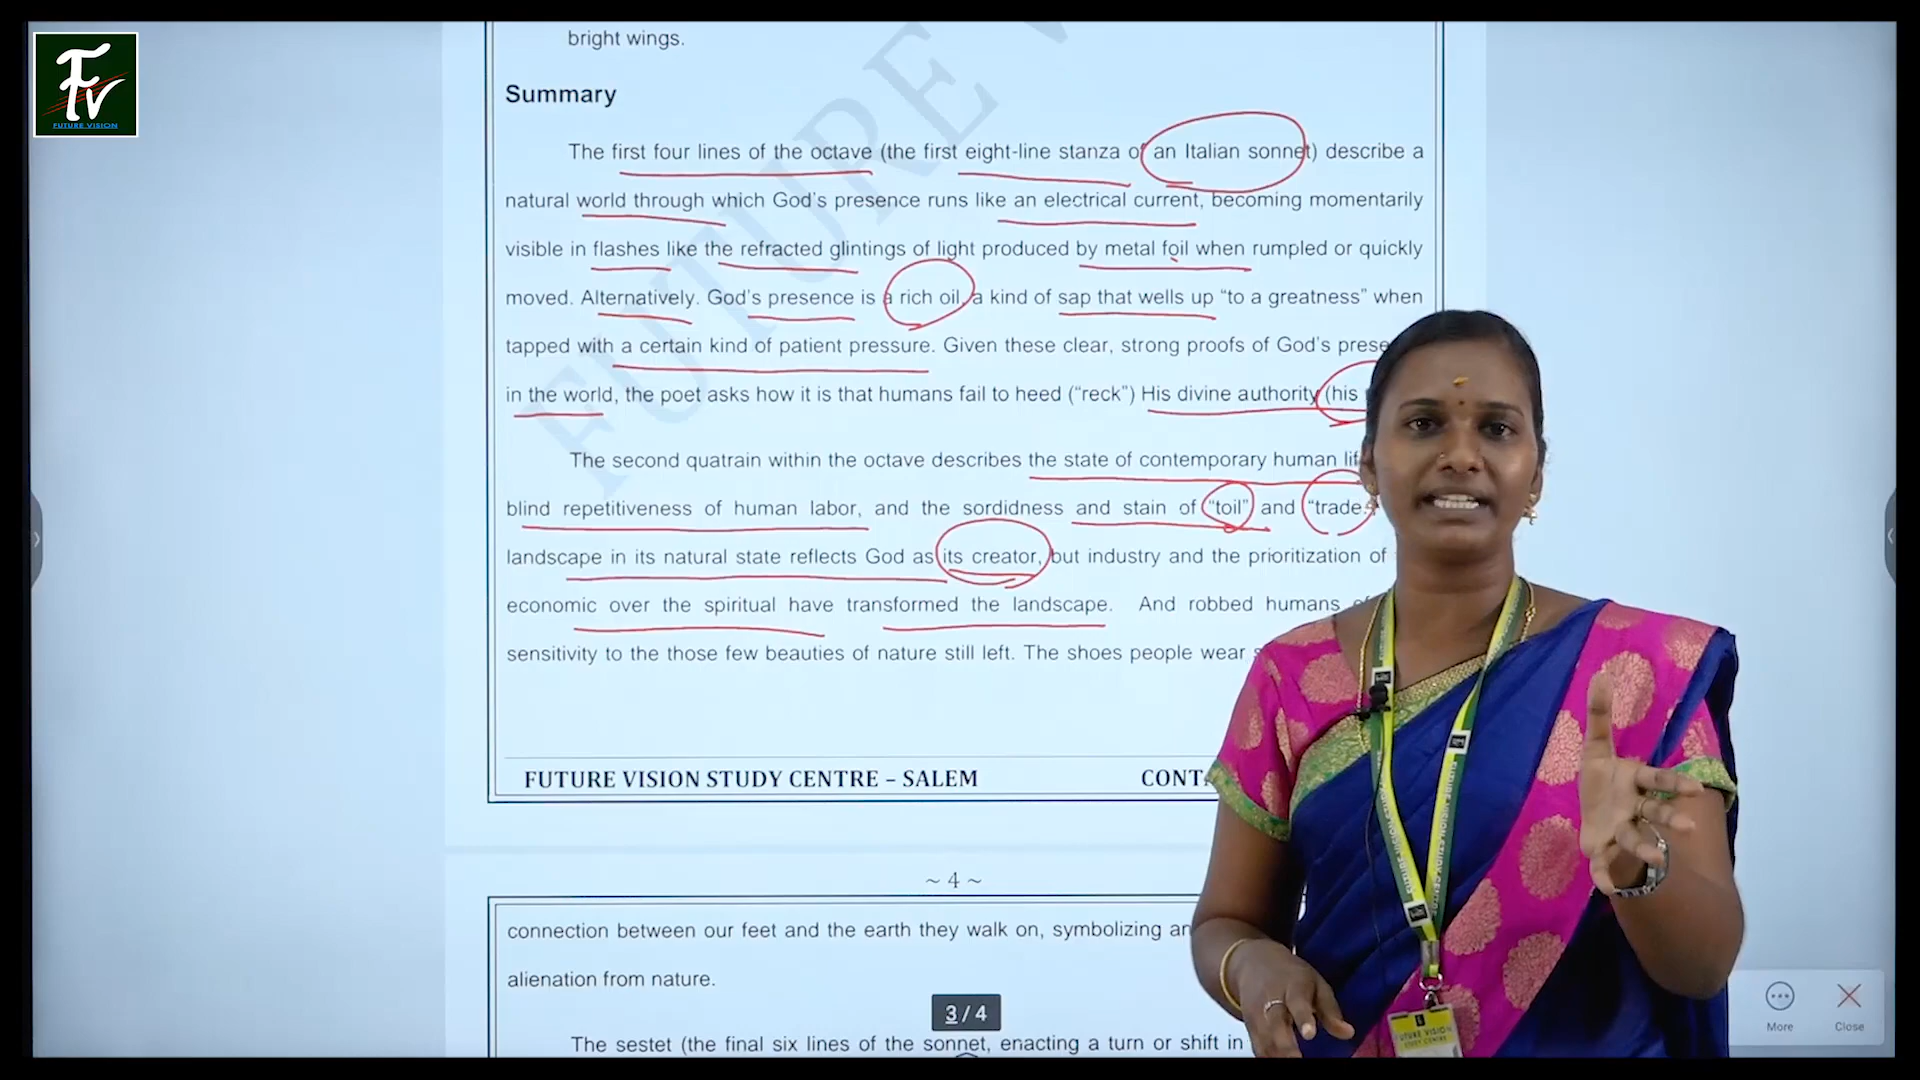 FV
FUTURE VISION
bright wings.
Summary
The first four lines of the octave (the first eight-line stanza of an Italian sonnet) describe a
natural world through which God's presence runs like an electrical current, becoming momentarily
visible in flashes like the refracted glintings of light produced by metal foil when rumpled or quickly
moved. Alternatively. God's presence is a rich oil, a kind of sap that wells up “to a greatness” when
tapped with a certain kind of patient pressure. Given these clear, strong proofs of God's
in the world, the poet asks how it is that humans fail to heed (“reck”) His divine authority (his
The second quatrain within the octave describes the state of contemporary human
blind repetitiveness of human labor, and the sordidness and stain of “toil” and “trade.
landscape in its natural state reflects God as its creator, but industry and the prioritization of
economic over the spiritual have transformed the landscape. And robbed humans
sensitivity to the those few beauties of nature still left. The shoes people wear
FUTURE VISION STUDY CENTRE – SALEM
~ 4 ~
connection between our feet and the earth they walk on, symbolizing
alienation from nature.
3 / 4
The sestet (the final six lines of the sonnet, enacting a turn or shift in
More
Close
FUTURE VISION
STUDY CENTRE